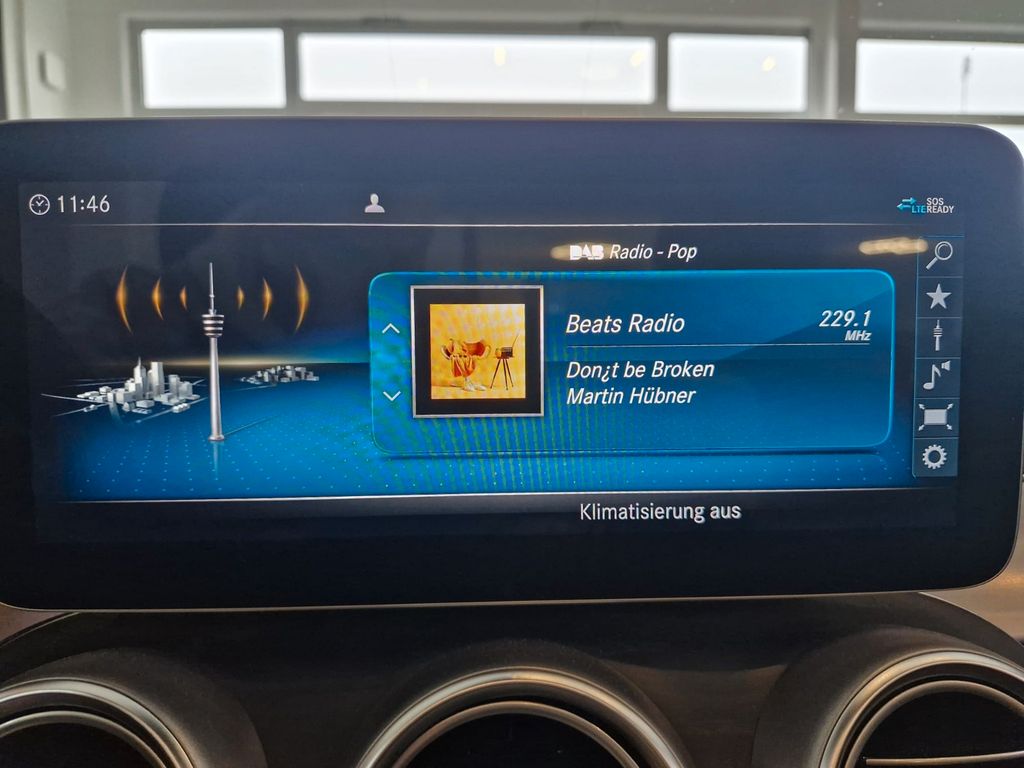 11:46
SOS
LTE READY
DAB Radio - Pop
Beats Radio
229.1
MHz
Don¿t be Broken
Martin Hübner
Klimatisierung aus